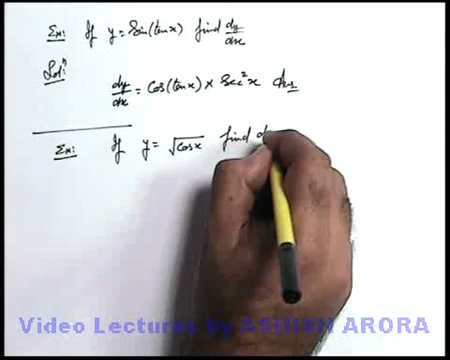 Ex: If y = Sin(tan x) find dy/dx
Sol:ⁿ
dy/dx = Cos(tan x) × Sec²x Ans.
Ex: If y = √cos x find d
Video Lectures by ASHISH ARORA